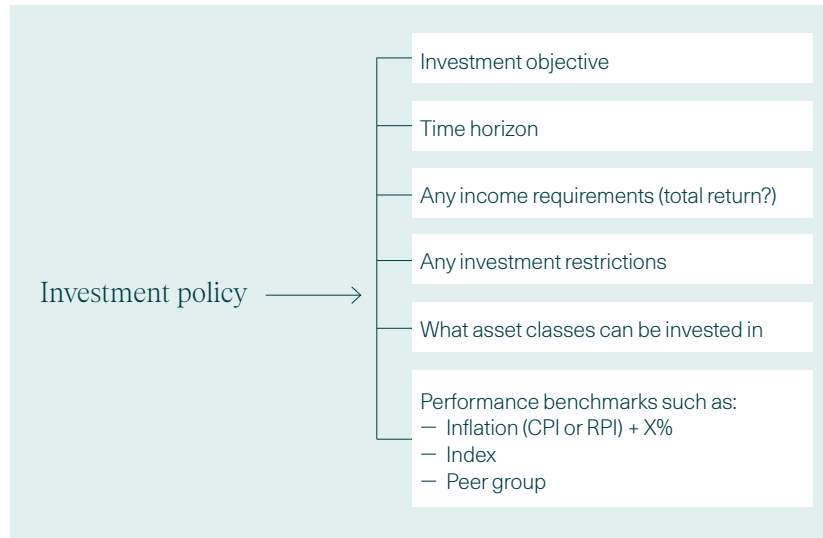 Investment policy
Investment objective
Time horizon
Any income requirements (total return?)
Any investment restrictions
What asset classes can be invested in
Performance benchmarks such as:
— Inflation (CPI or RPI) + X%
— Index
— Peer group